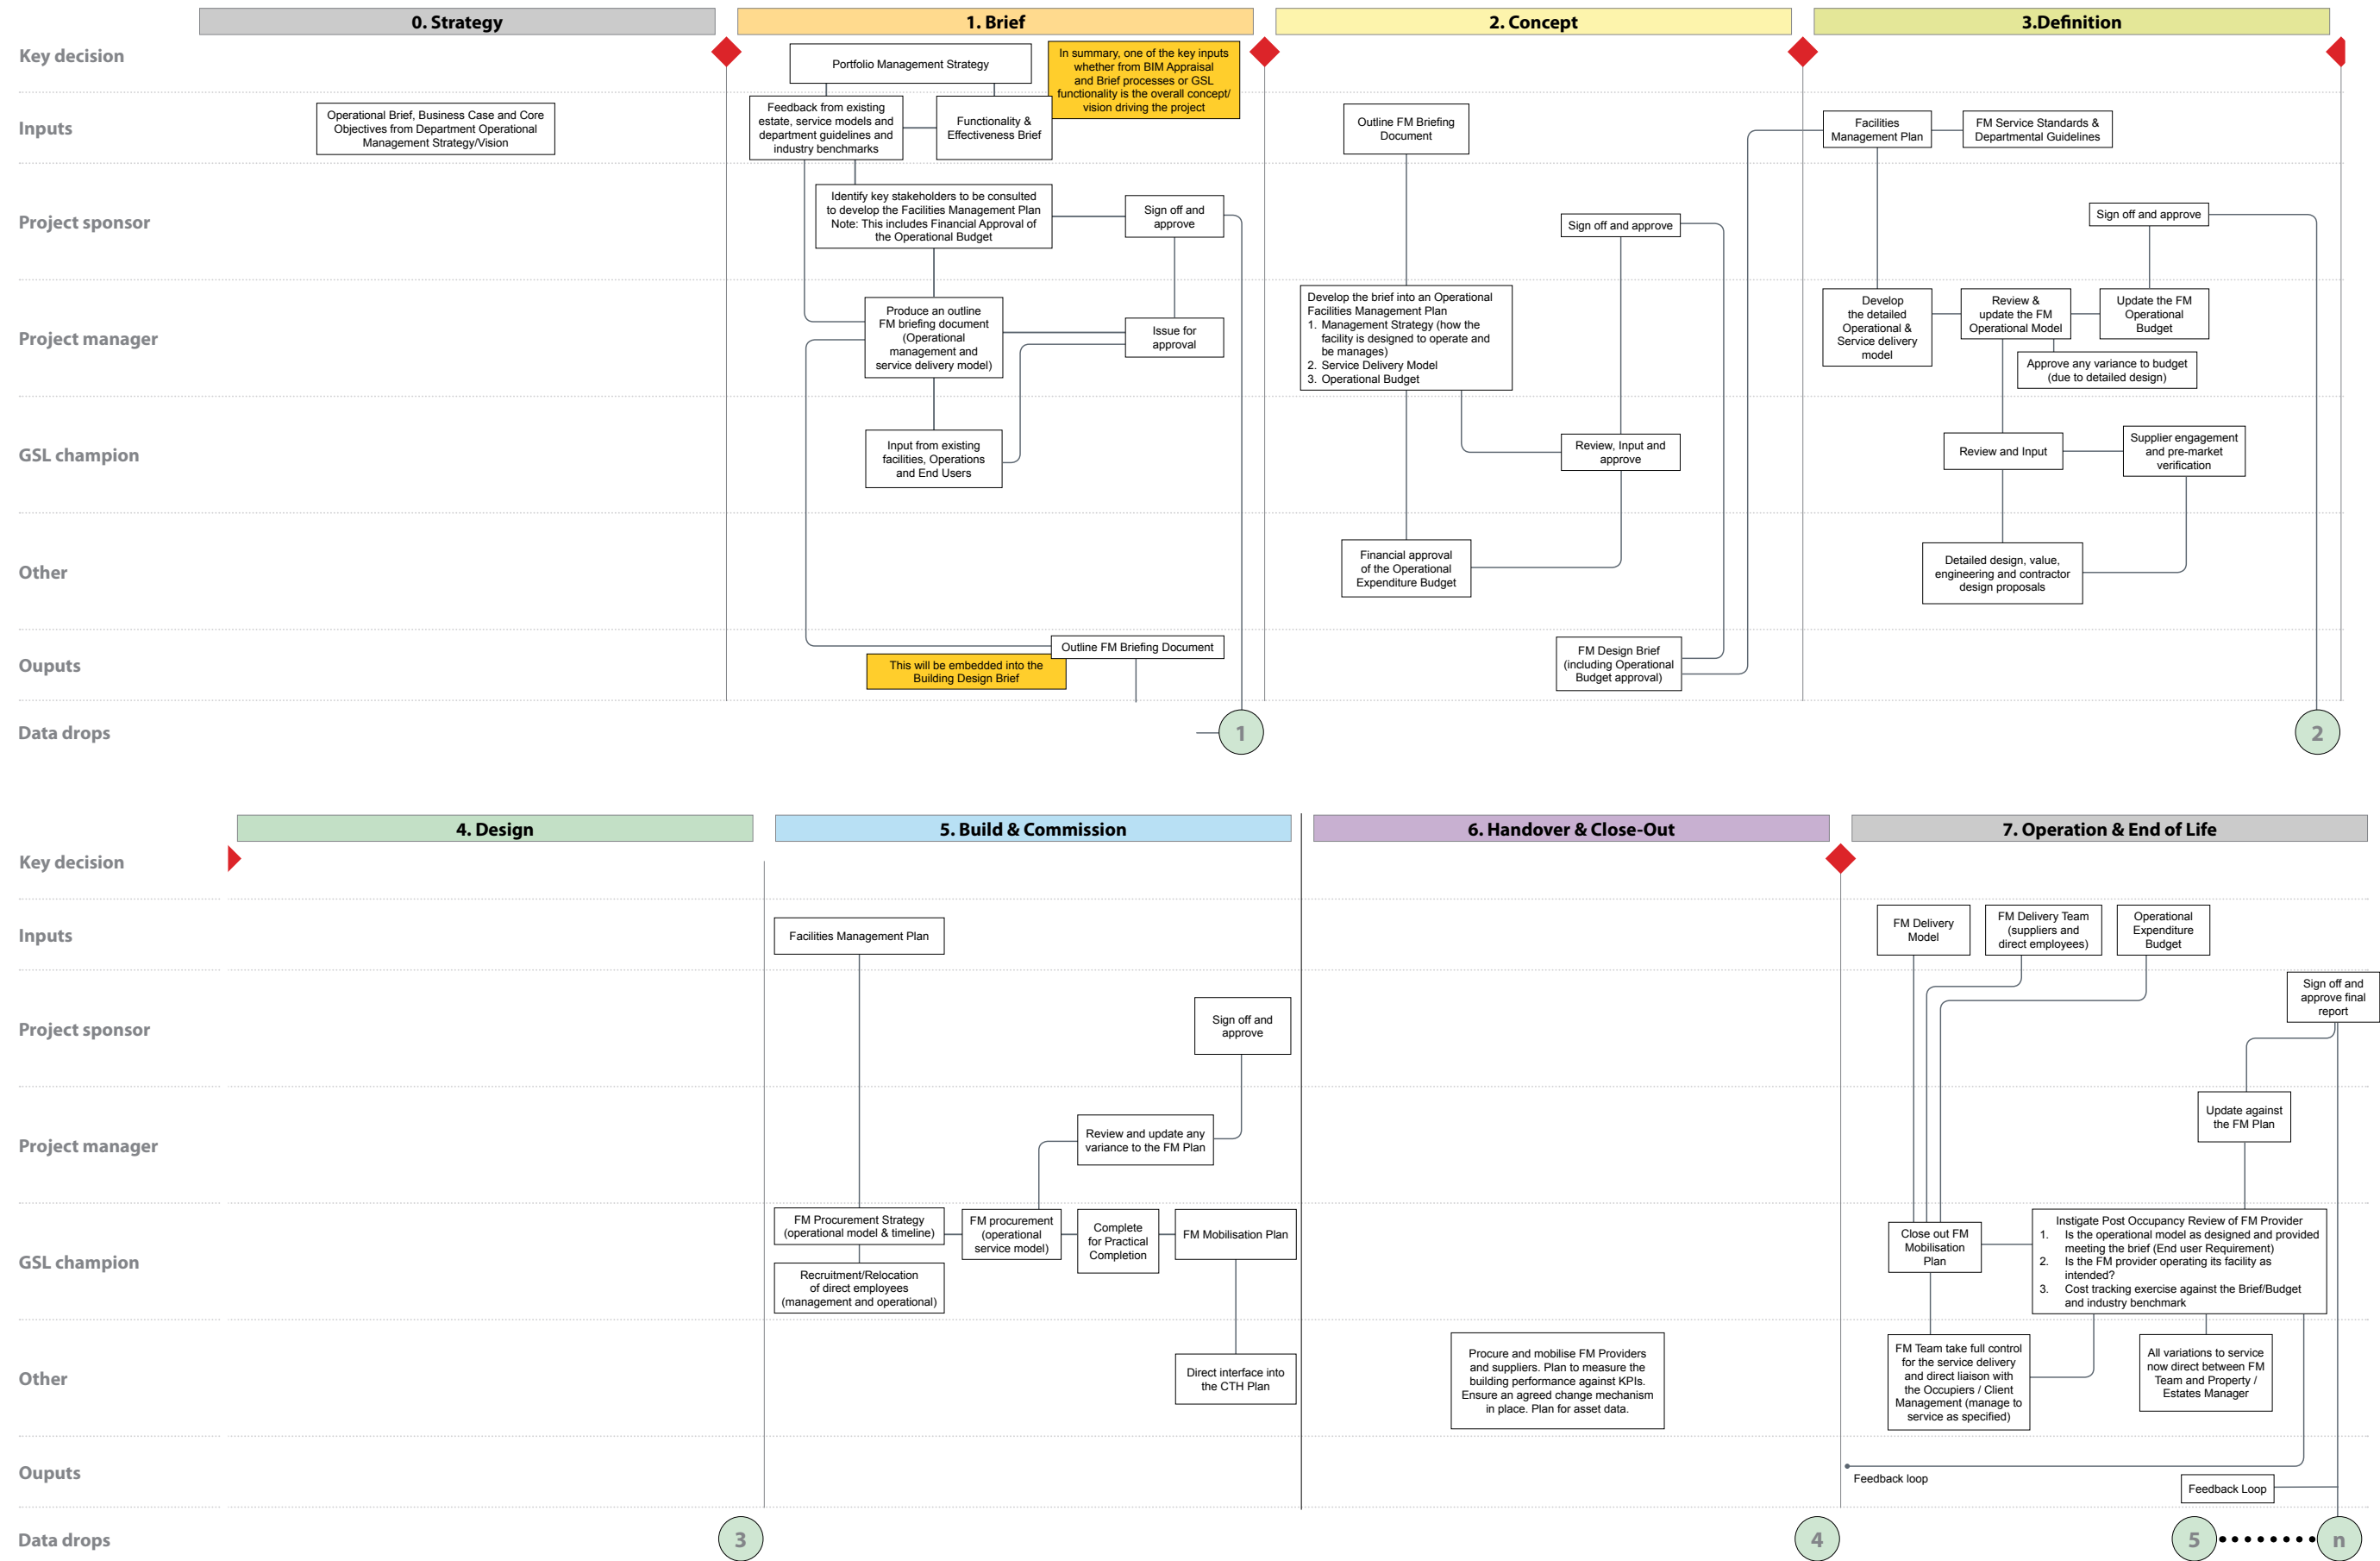 0. Strategy
1. Brief
2. Concept
3.Definition
Key decision
Portfolio Management Strategy
In summary, one of the key inputs
whether from BIM Appraisal
and Brief processes or GSL
functionality is the overall concept/
vision driving the project
Inputs
Operational Brief, Business Case and Core
Objectives from Department Operational
Management Strategy/Vision
Feedback from existing
estate, service models and
department guidelines and
industry benchmarks
Functionality &
Effectiveness Brief
Outline FM Briefing
Document
Facilities
Management Plan
FM Service Standards &
Departmental Guidelines
Project sponsor
Identify key stakeholders to be consulted
to develop the Facilities Management Plan
Note: This includes Financial Approval of
the Operational Budget
Sign off and
approve
Sign off and approve
Sign off and approve
Project manager
Produce an outline
FM briefing document
(Operational
management and
service delivery model)
Issue for
approval
Develop the brief into an Operational
Facilities Management Plan
1. Management Strategy (how the
facility is designed to operate and
be manages)
2. Service Delivery Model
3. Operational Budget
Develop
the detailed
Operational &
Service delivery
model
Review &
update the FM
Operational Model
Update the FM
Operational
Budget
Approve any variance to budget
(due to detailed design)
GSL champion
Input from existing
facilities, Operations
and End Users
Review, Input and
approve
Review and Input
Supplier engagement
and pre-market
verification
Other
Financial approval
of the Operational
Expenditure Budget
Detailed design, value,
engineering and contractor
design proposals
Ouputs
Outline FM Briefing Document
This will be embedded into the
Building Design Brief
FM Design Brief
(including Operational
Budget approval)
Data drops
1
2
4. Design
5. Build & Commission
6. Handover & Close-Out
7. Operation & End of Life
Key decision
Inputs
Facilities Management Plan
FM Delivery
Model
FM Delivery Team
(suppliers and
direct employees)
Operational
Expenditure
Budget
Project sponsor
Sign off and
approve
Sign off and
approve final
report
Project manager
Review and update any
variance to the FM Plan
Update against
the FM Plan
GSL champion
FM Procurement Strategy
(operational model & timeline)
FM procurement
(operational
service model)
Complete
for Practical
Completion
FM Mobilisation Plan
Recruitment/Relocation
of direct employees
(management and operational)
Close out FM
Mobilisation
Plan
Instigate Post Occupancy Review of FM Provider
1. Is the operational model as designed and provided
meeting the brief (End user Requirement)
2. Is the FM provider operating its facility as
intended?
3. Cost tracking exercise against the Brief/Budget
and industry benchmark
Other
Direct interface into
the CTH Plan
Procure and mobilise FM Providers
and suppliers. Plan to measure the
building performance against KPIs.
Ensure an agreed change mechanism
in place. Plan for asset data.
FM Team take full control
for the service delivery
and direct liaison with
the Occupiers / Client
Management (manage to
service as specified)
All variations to service
now direct between FM
Team and Property /
Estates Manager
Ouputs
Feedback loop
Feedback Loop
Data drops
3
4
5
n